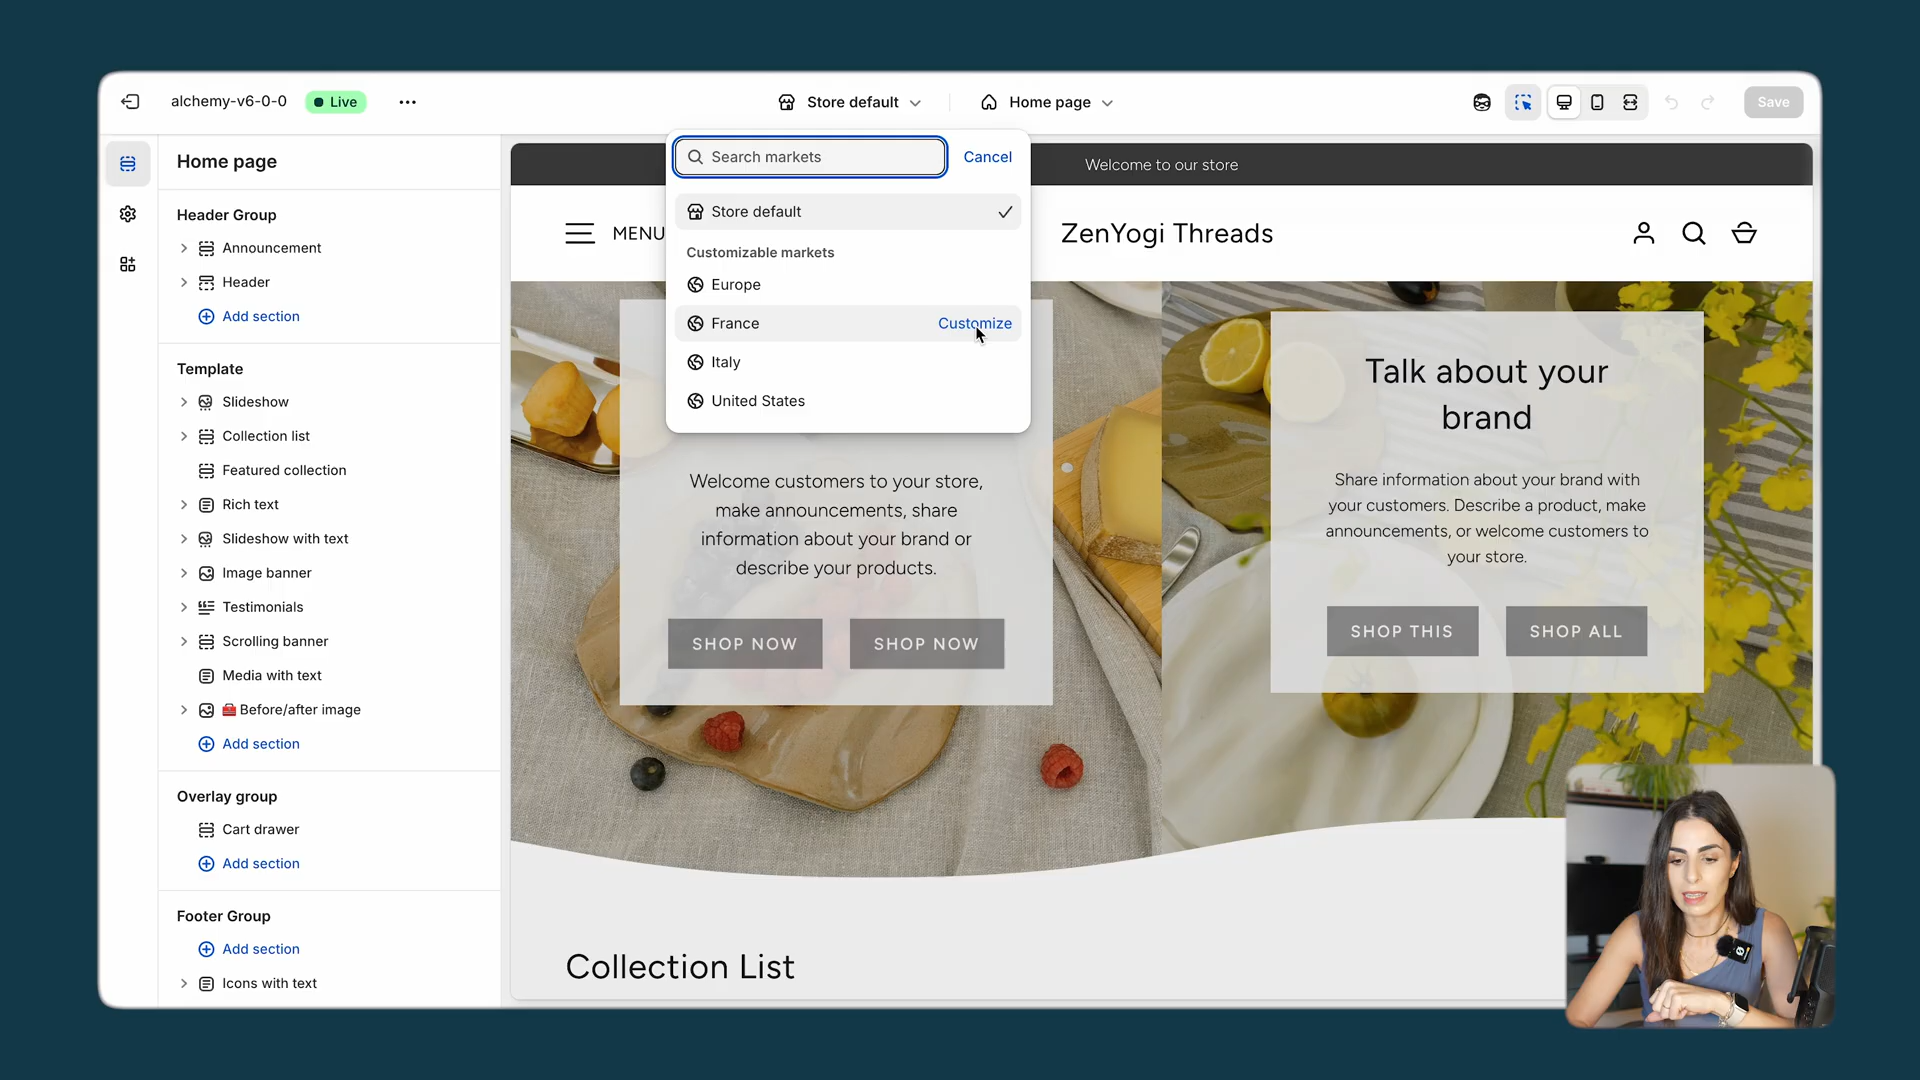 alchemy-v6-0-0
Live
Store default
Home page
Save
Home page
Header Group
Announcement
Header
Add section
Template
Slideshow
Collection list
Featured collection
Rich text
Slideshow with text
Image banner
Testimonials
Scrolling banner
Media with text
Before/after image
Add section
Overlay group
Cart drawer
Add section
Footer Group
Add section
Icons with text
Search markets
Cancel
Store default
Customizable markets
Europe
France
Customize
Italy
United States
Welcome to our store
MENU
ZenYogi Threads
Welcome customers to your store,
make announcements, share
information about your brand or
describe your products.
SHOP NOW
SHOP NOW
Talk about your
brand
Share information about your brand with
your customers. Describe a product, make
announcements, or welcome customers to
your store.
SHOP THIS
SHOP ALL
Collection List